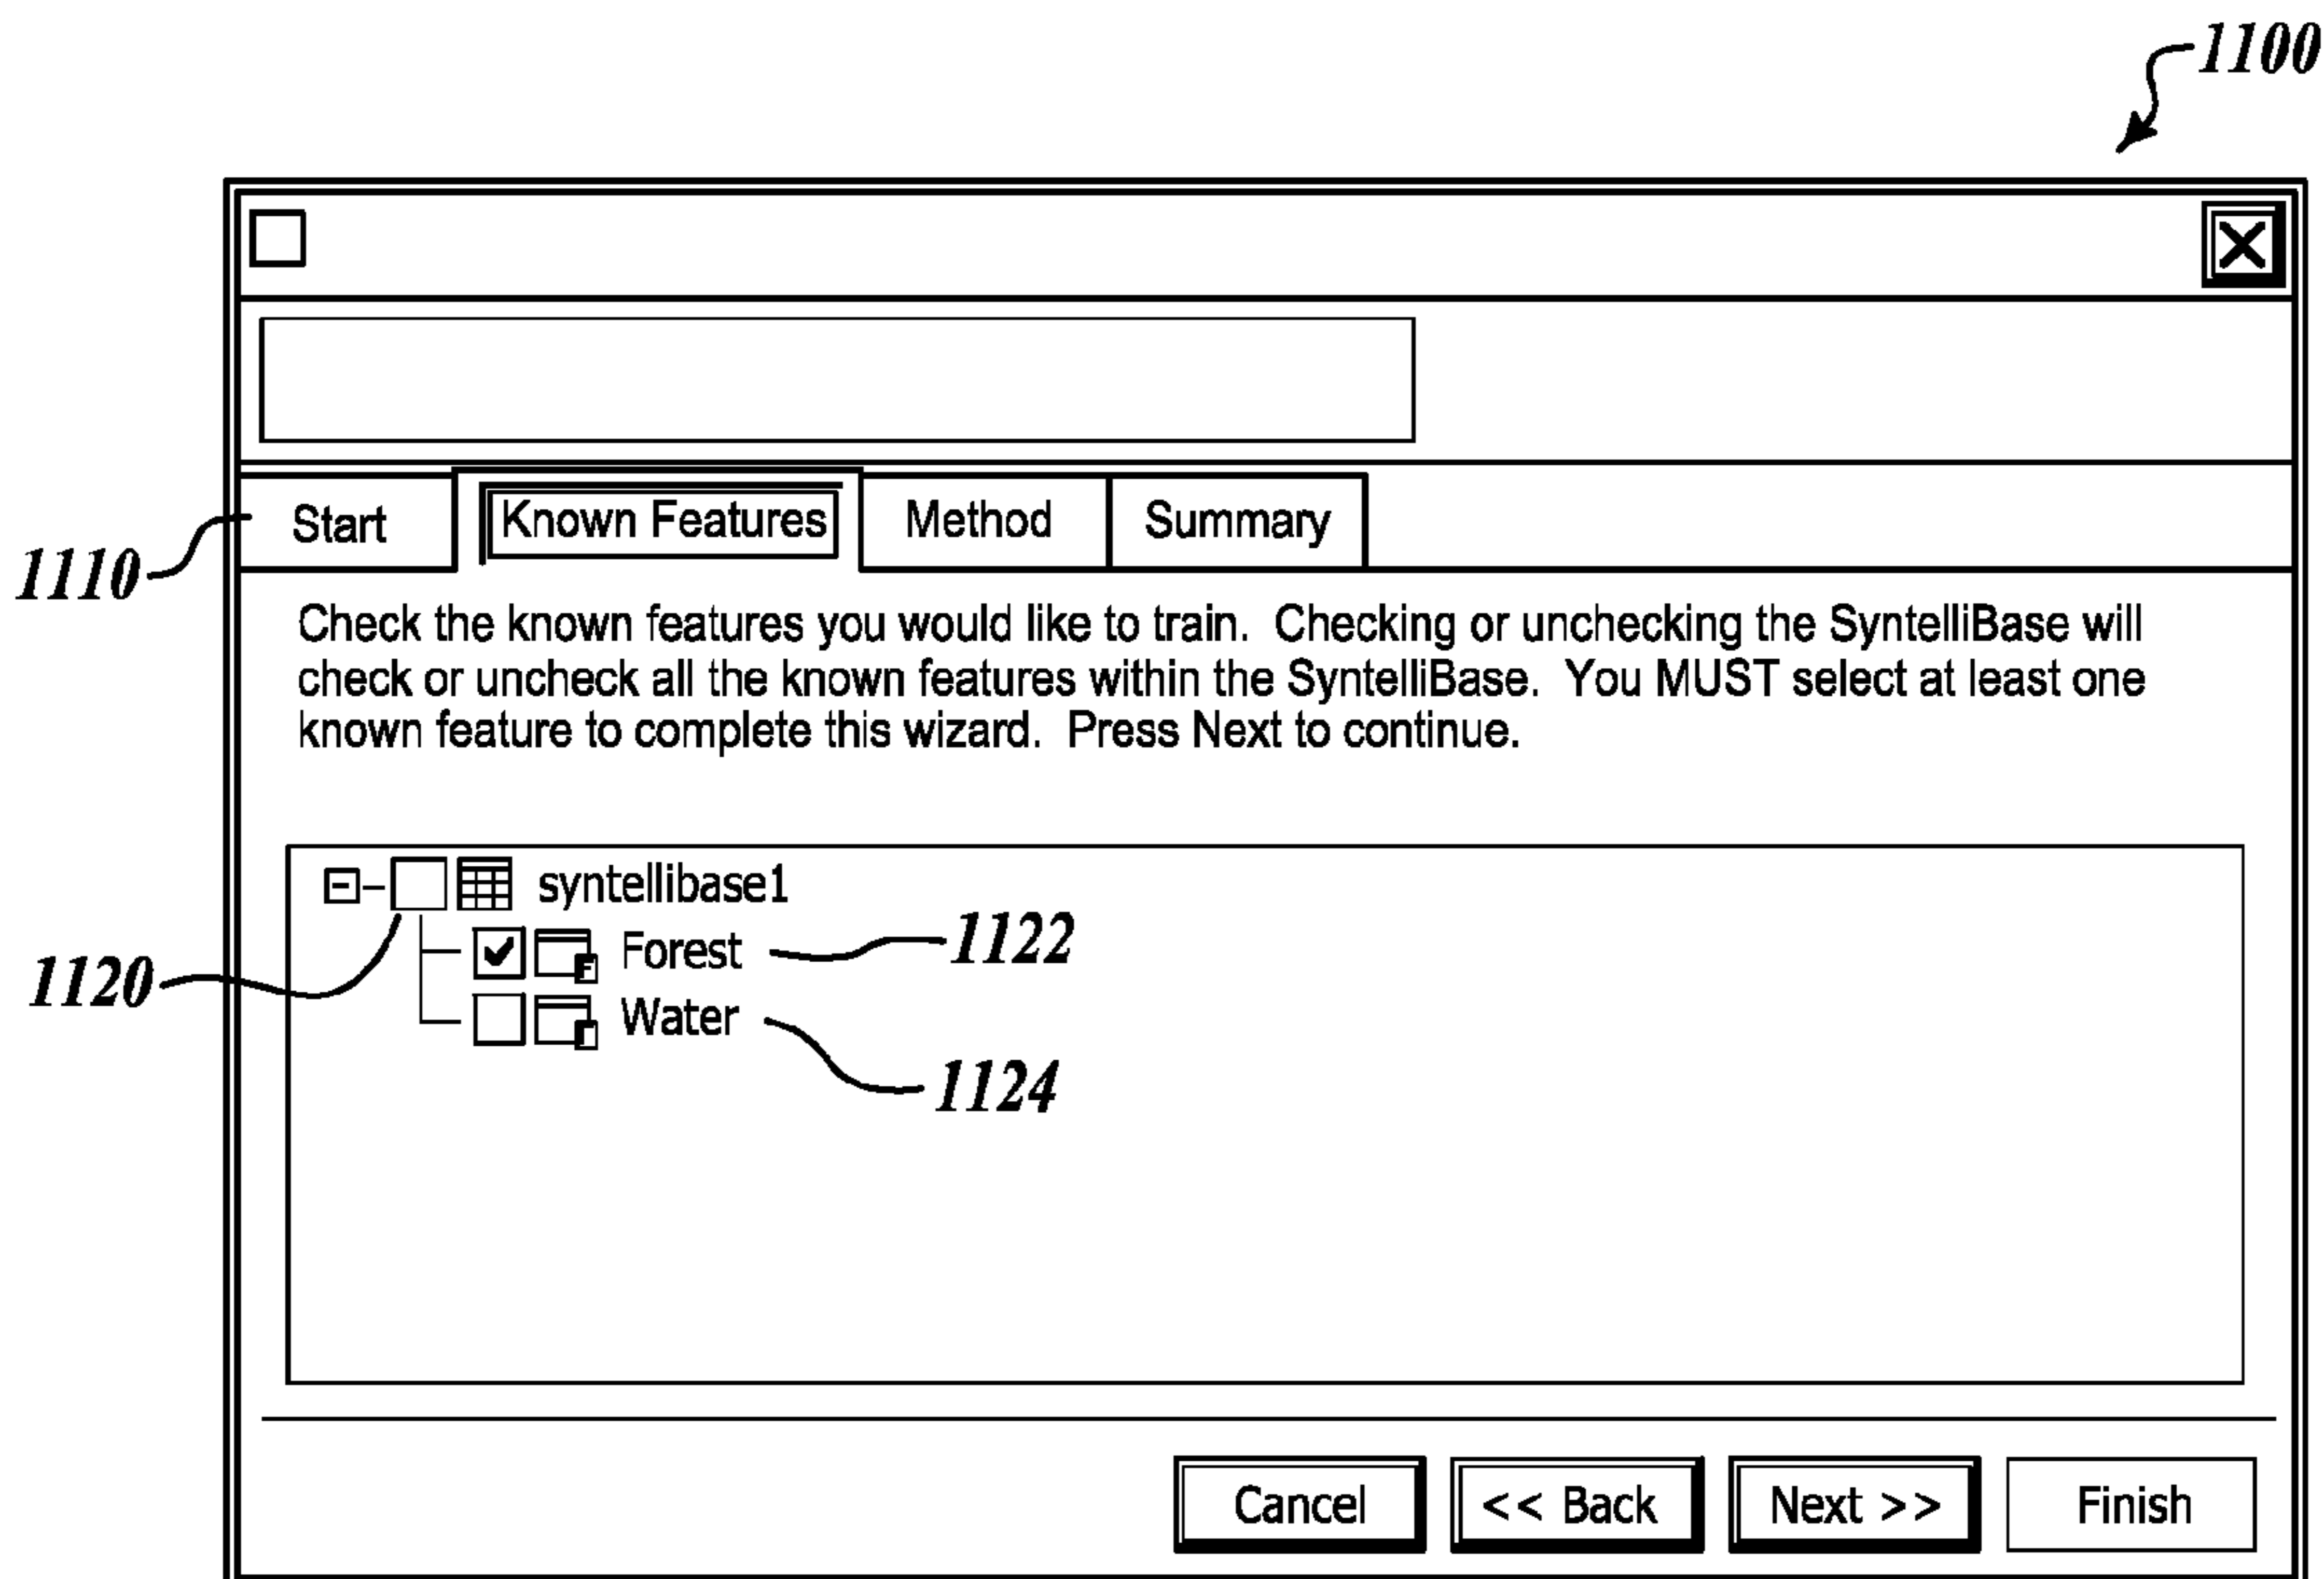 1100
Start Known Features Method Summary
1110
Check the known features you would like to train. Checking or unchecking the SyntelliBase will
check or uncheck all the known features within the SyntelliBase. You MUST select at least one
known feature to complete this wizard. Press Next to continue.
syntellibase1
Forest 1122
1120
Water
1124
Cancel << Back Next >> Finish